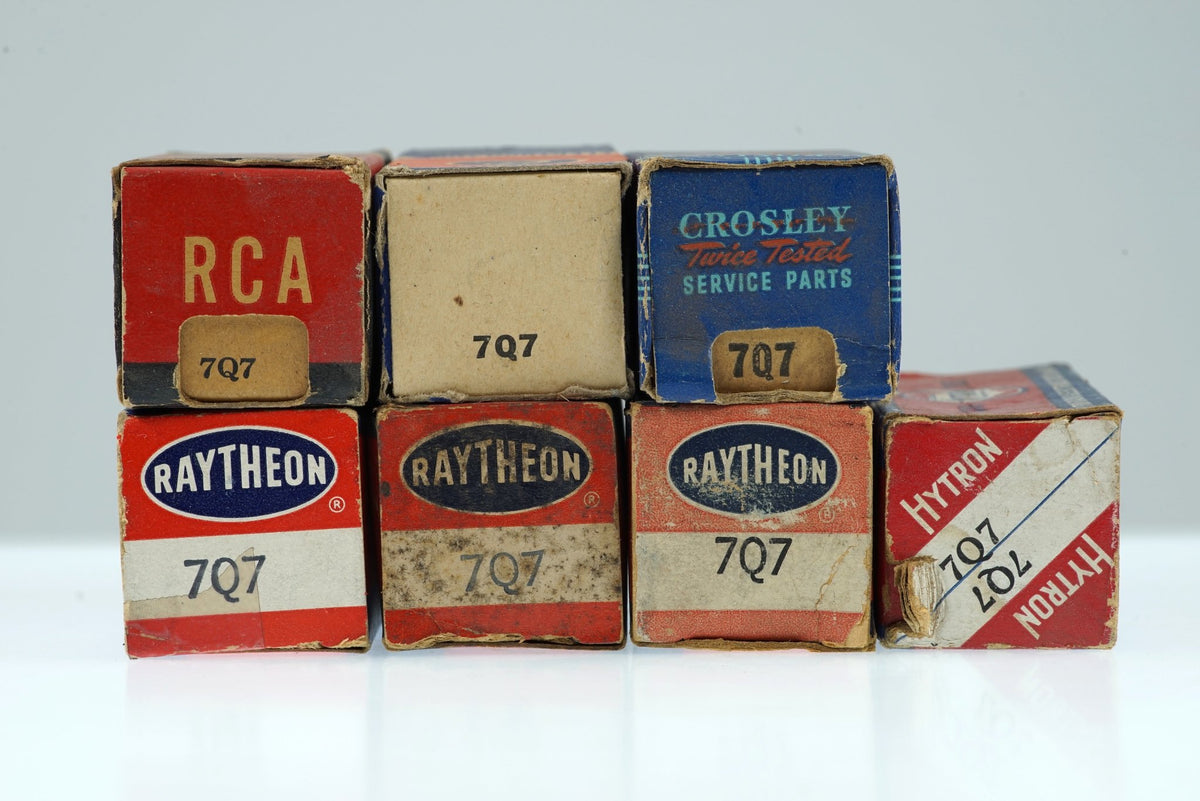 RCA
7Q7
7Q7
CROSLEY
Twice Tested
SERVICE PARTS
7Q7
RAYTHEON
®
7Q7
RAYTHEON
®
7Q7
RAYTHEON
®
7Q7
HYTRON
7Q7
7Q7
HYTRON